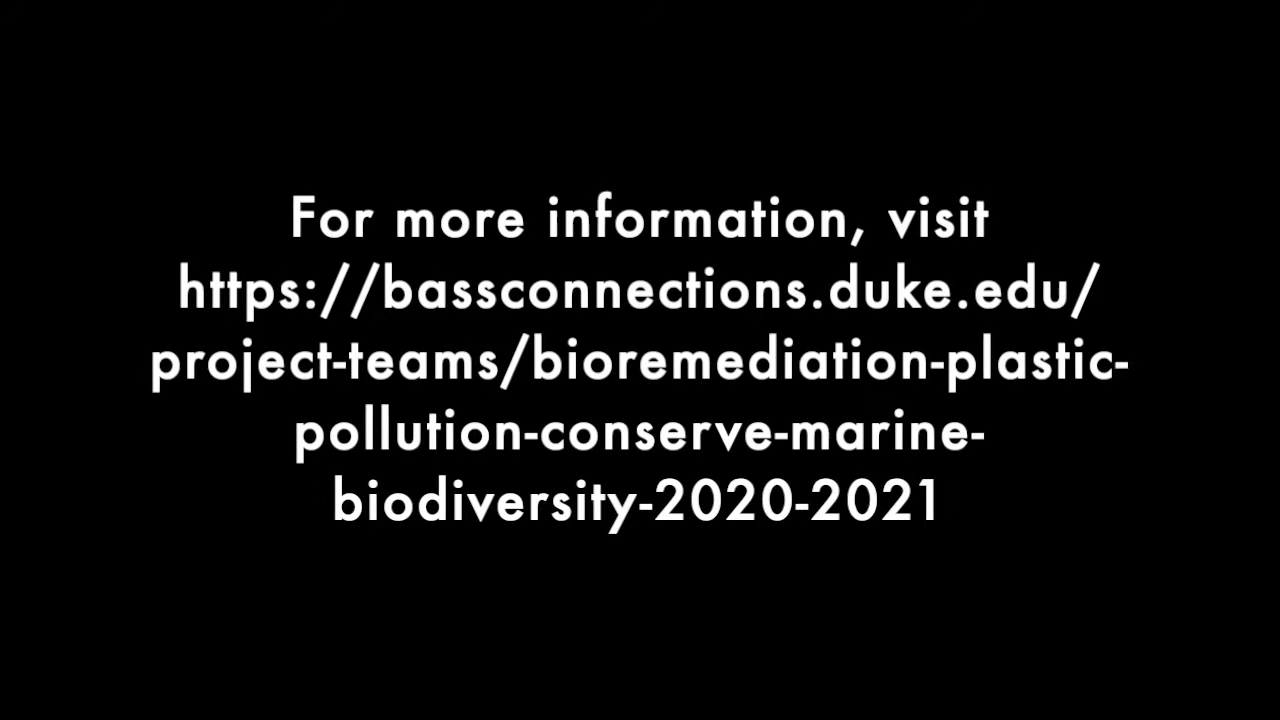 For more information, visit
https://bassconnections.duke.edu/
project-teams/bioremediation-plastic-
pollution-conserve-marine-
biodiversity-2020-2021